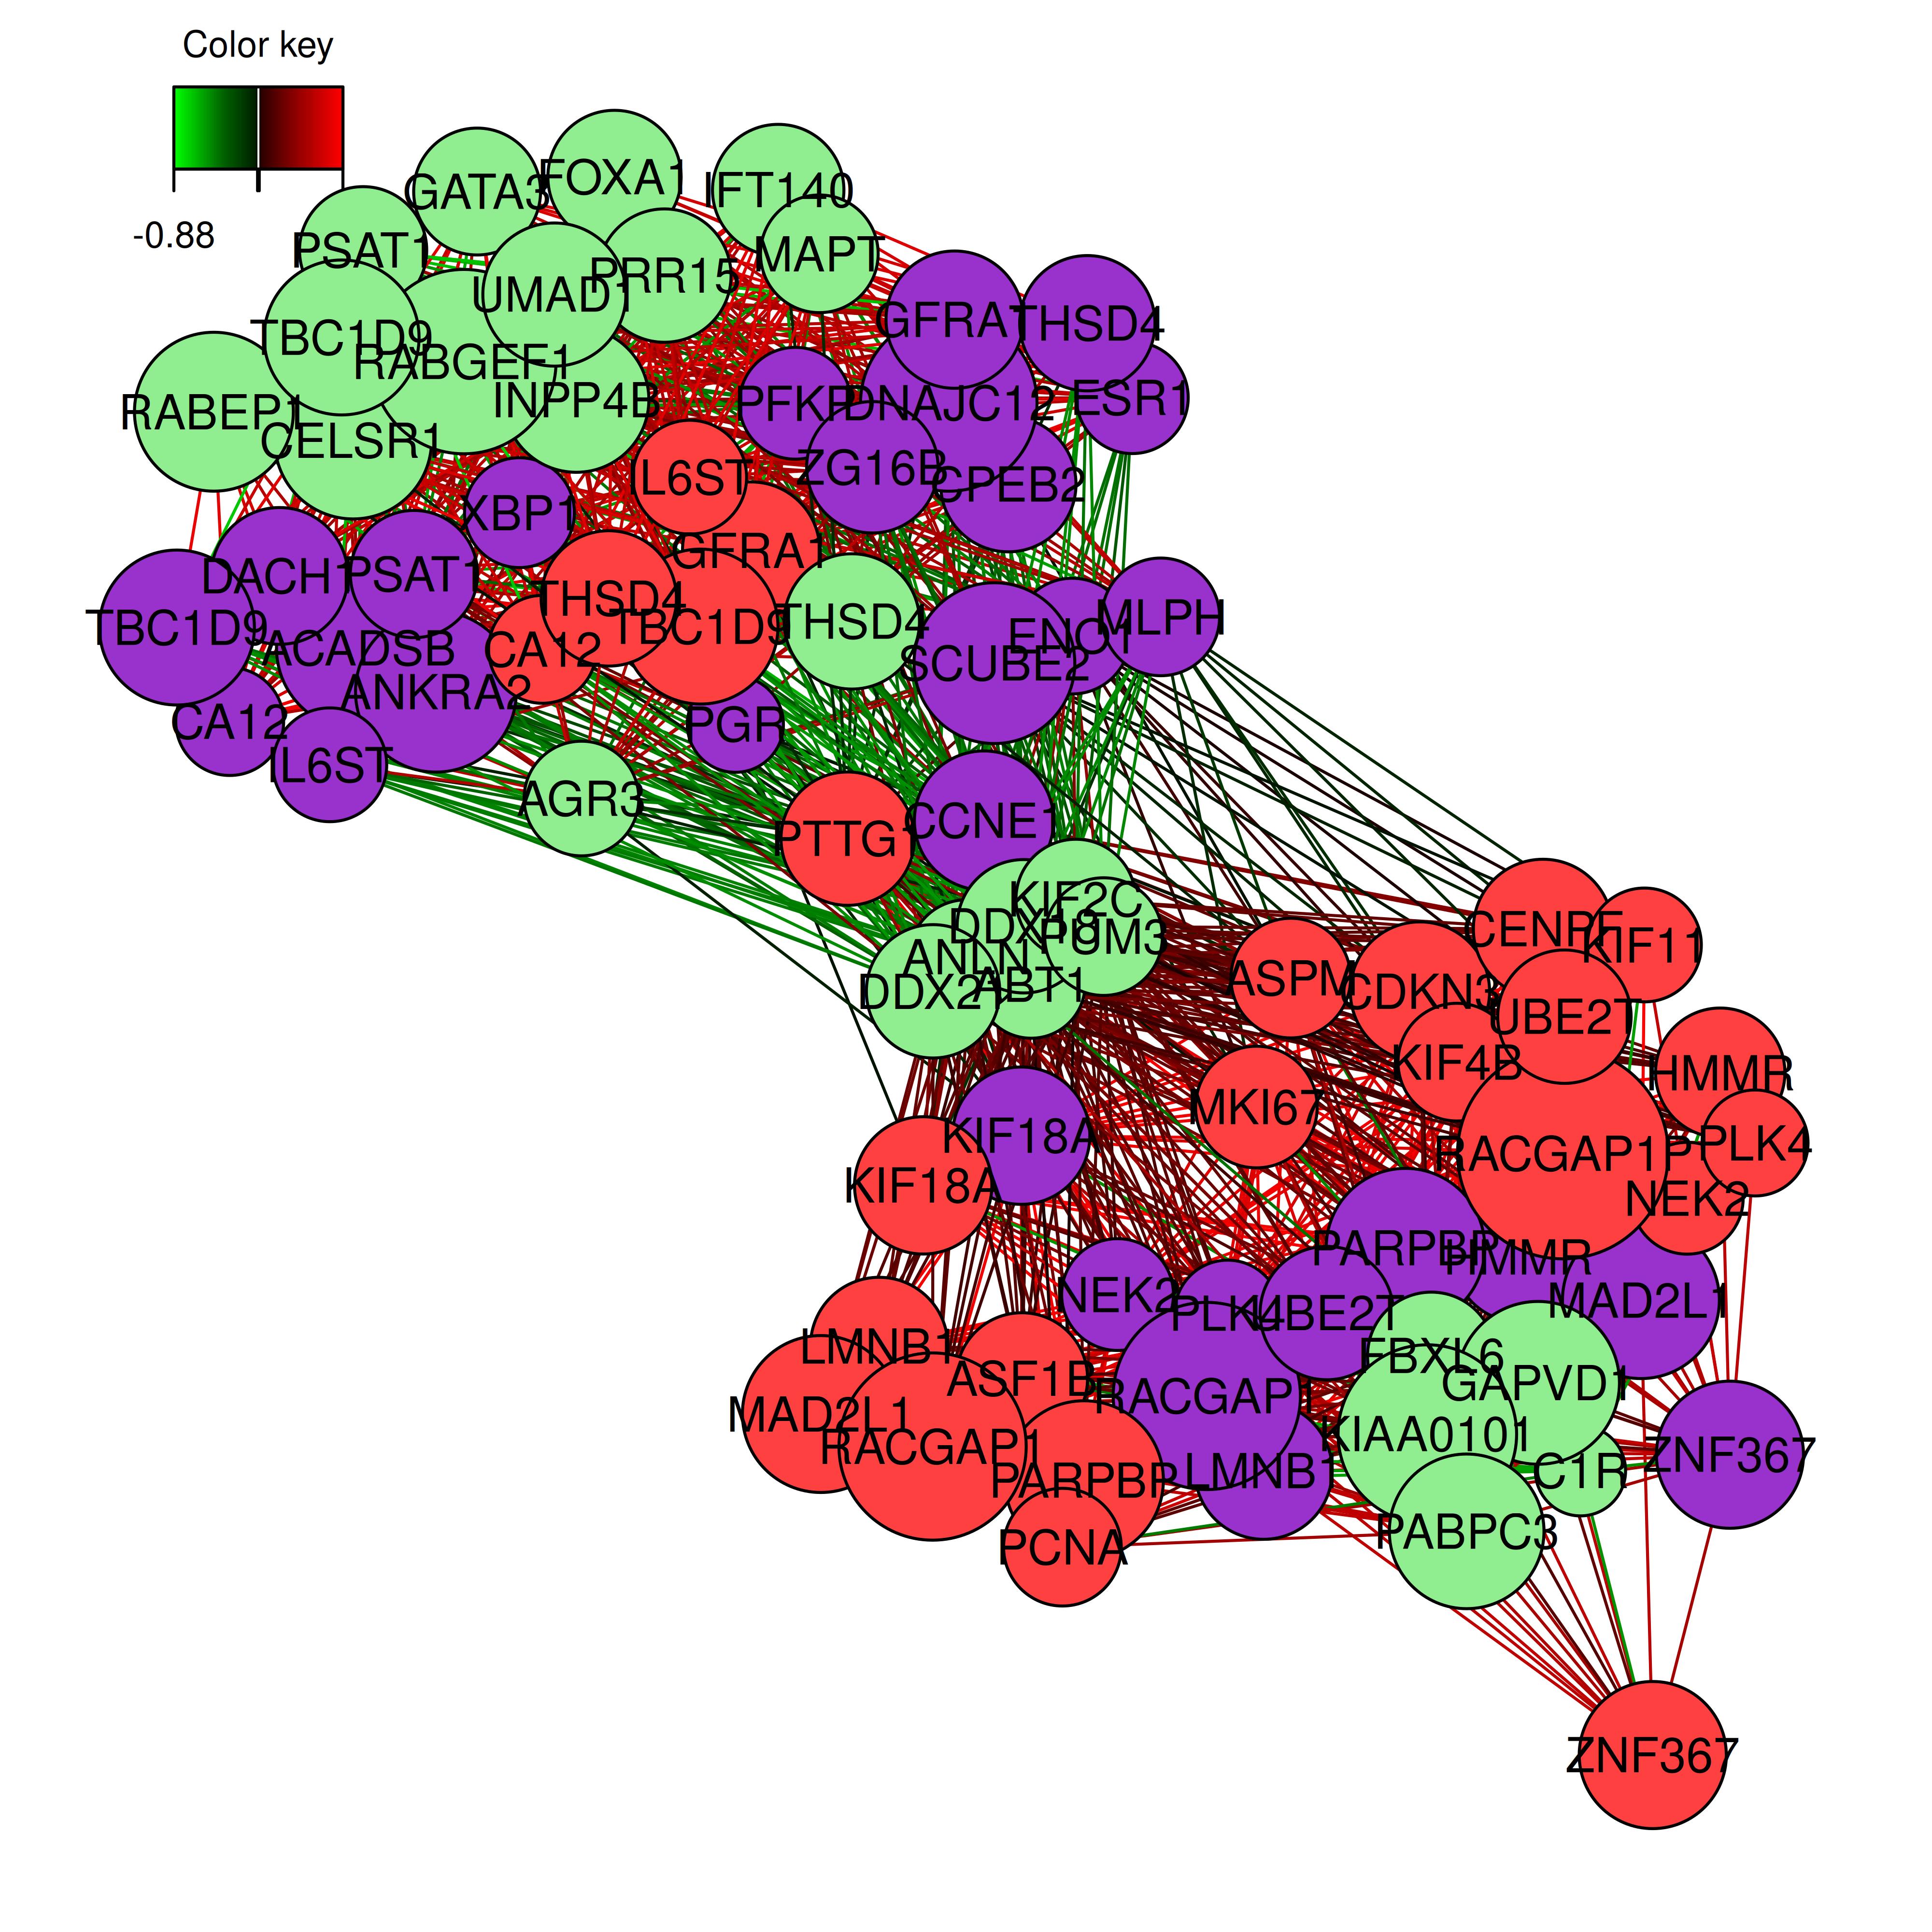 Color key
-0.88
FOXA1
GATA3
IFT140
PSAT1
MAPT
PRR15
UMAD1
GFRA1
THSD4
TBC1D9
RABGEF1
INPP4B
PFKP
DNAJC12
ESR1
RABEP1
CELSR1
ZG16B
IL6ST
CPEB2
XBP1
GFRA1
DACH1
PSAT1
THSD4
TBC1D9
TBC1D9
THSD4
ENO1
MLPH
ACADSB
CA12
SCUBE2
ANKRA2
CA12
PGR
IL6ST
AGR3
PTTG1
CCNE1
KIF2C
DDX18
PUM3
ANLN
ABT1
DDX21
CENPF
KIF11
ASPM
CDKN3
UBE2T
KIF4B
HMMR
MKI67
KIF18A
RACGAP1P
PLK4
KIF18A
NEK2
PARPBP
HMMR
NEK2
PLK4
UBE2T
MAD2L1
LMNB1
ASF1B
FBXL6
GAPVD1
RACGAP1
MAD2L1
RACGAP1
KIAA0101
PARPBP
LMNB1
C1R
ZNF367
PCNA
PABPC3
ZNF367